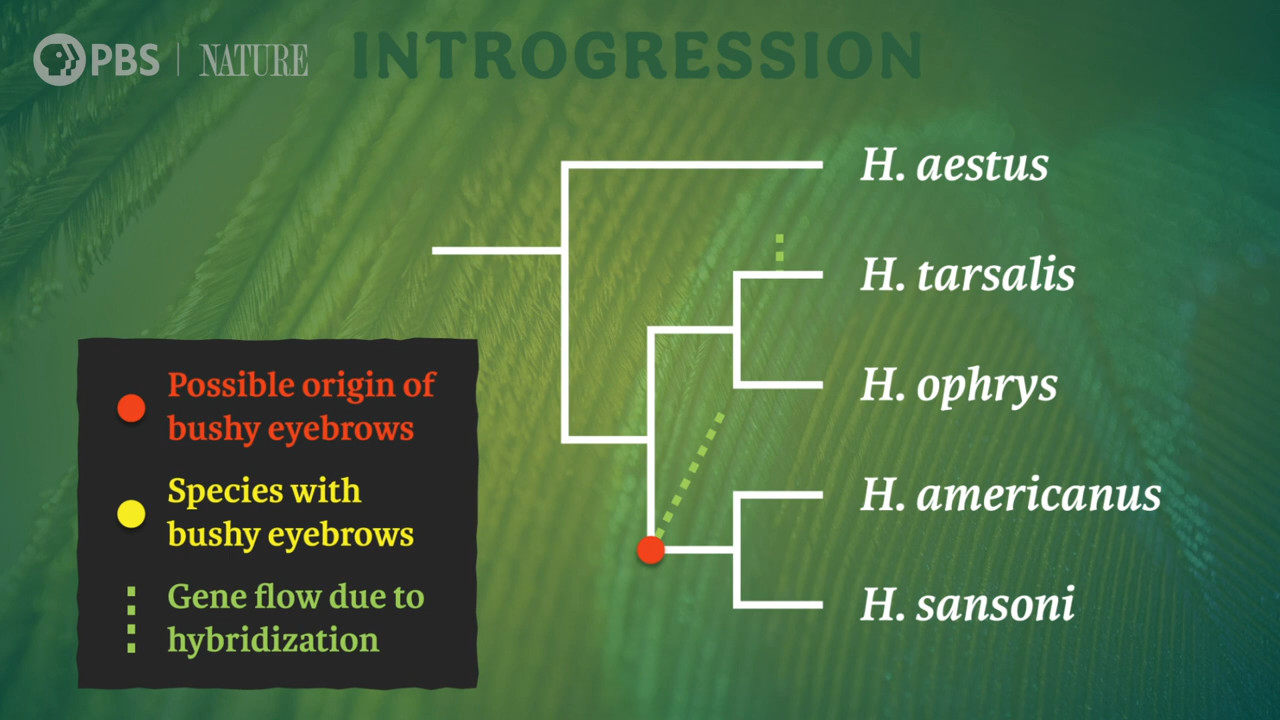 PBS | NATURE
INTROGRESSION
H. aestus
H. tarsalis
H. ophrys
H. americanus
H. sansoni
Possible origin of
bushy eyebrows
Species with
bushy eyebrows
Gene flow due to
hybridization